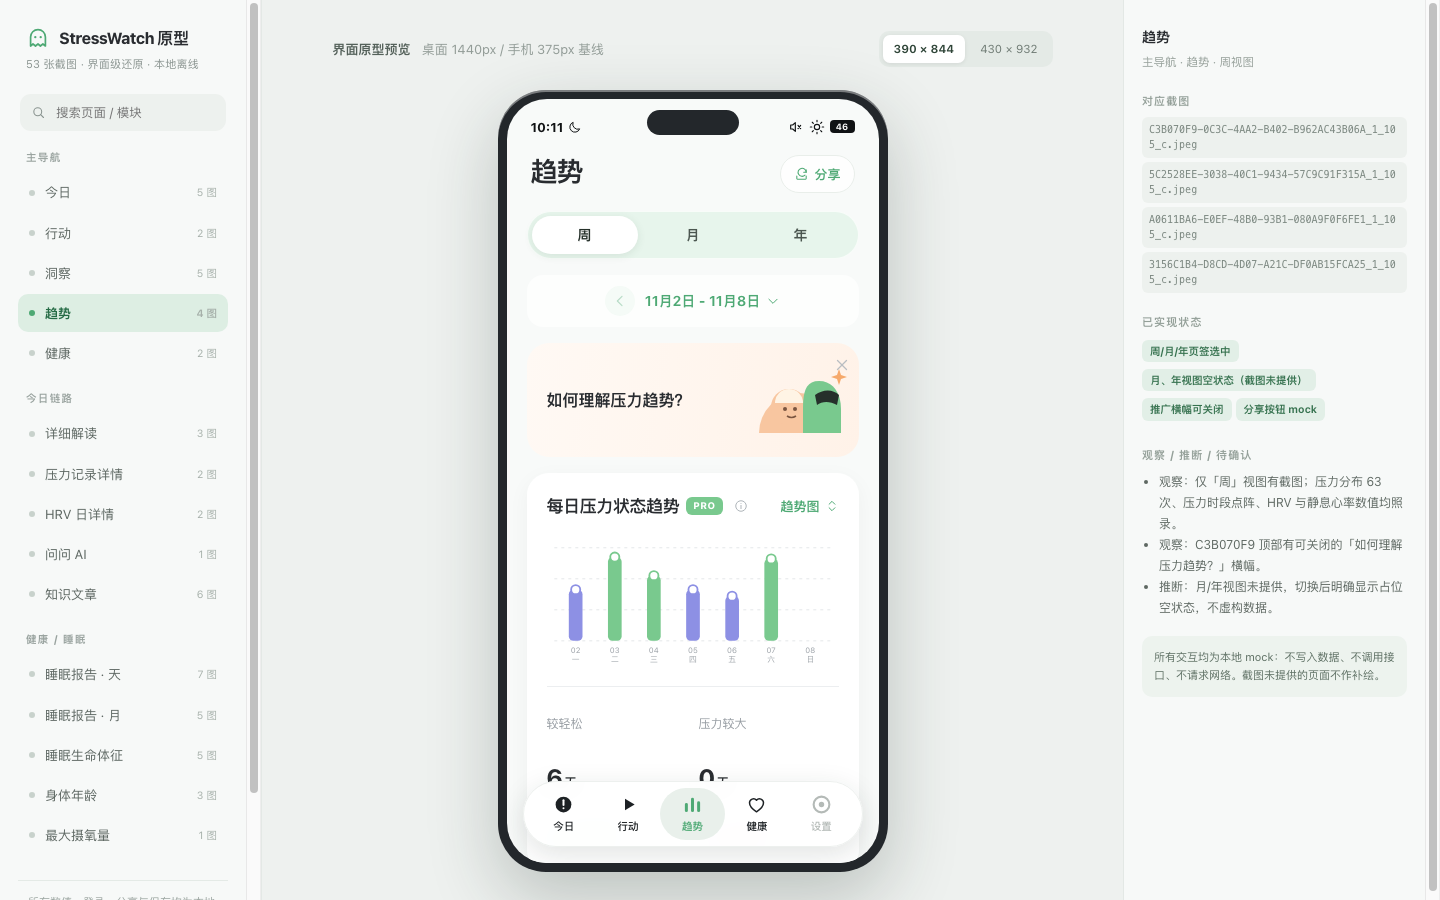 StressWatch 原型
53 张截图 · 界面级还原 · 本地离线
搜索页面 / 模块
主导航
今日 5 图
行动 2 图
洞察 5 图
趋势 4 图
健康 2 图
今日链路
详细解读 3 图
压力记录详情 2 图
HRV 日详情 2 图
问问 AI 1 图
知识文章 6 图
健康 / 睡眠
睡眠报告 · 天 7 图
睡眠报告 · 月 5 图
睡眠生命体征 5 图
身体年龄 3 图
最大摄氧量 1 图
界面原型预览 桌面 1440px / 手机 375px 基线
390 × 844 430 × 932
10:11 46
趋势 分享
周 月 年
11月2日 - 11月8日
如何理解压力趋势?
每日压力状态趋势 PRO 趋势图
02 03 04 05 06 07 08
一 二 三 四 五 六 日
较轻松 压力较大
6 0
今日 行动 趋势 健康 设置
趋势
主导航 · 趋势 · 周视图
对应截图
C3B070F9-0C3C-4AA2-B402-B962AC43B06A_1_10
5_c.jpeg
5C2528EE-3038-40C1-9434-57C9C91F315A_1_10
5_c.jpeg
A0611BA6-E0EF-48B0-93B1-080A9F0F6FE1_1_10
5_c.jpeg
3156C1B4-D8CD-4D07-A21C-DF0AB15FCA25_1_10
5_c.jpeg
已实现状态
周/月/年页签选中
月、年视图空状态（截图未提供）
推广横幅可关闭 分享按钮 mock
观察 / 推断 / 待确认
观察：仅「周」视图有截图；压力分布 63
次、压力时段点阵、HRV 与静息心率数值均照
录。
观察：C3B070F9 顶部有可关闭的「如何理解
压力趋势？」横幅。
推断：月/年视图未提供，切换后明确显示占位
空状态，不虚构数据。
所有交互均为本地 mock：不写入数据、不调用接
口、不请求网络。截图未提供的页面不作补绘。